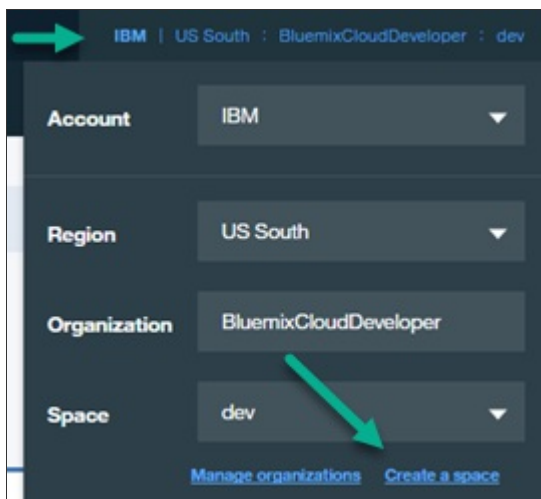 IBM | US South : BluemixCloudDeveloper : dev
Account IBM
Region US South
Organization BluemixCloudDeveloper
Space dev
Manage organizations Create a space